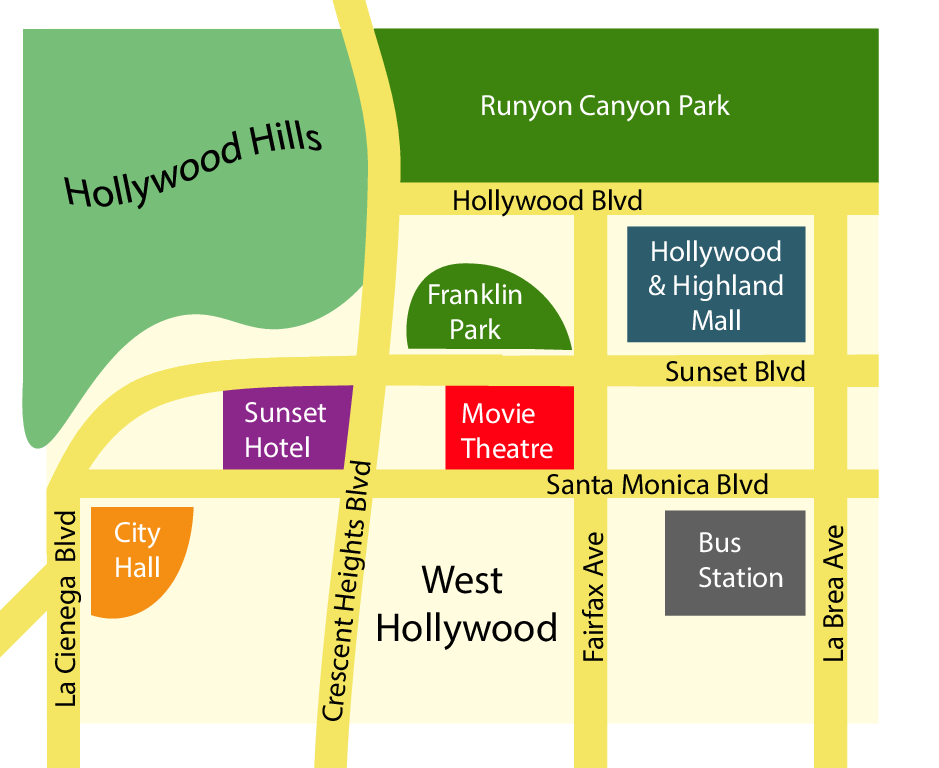 Runyon Canyon Park
Hollywood Hills
Hollywood Blvd
Hollywood
& Highland
Mall
Franklin
Park
Sunset Blvd
Sunset
Hotel
Movie
Theatre
Santa Monica Blvd
City
Hall
Bus
Station
West
Hollywood
La Cienega Blvd
Crescent Heights Blvd
Fairfax Ave
La Brea Ave